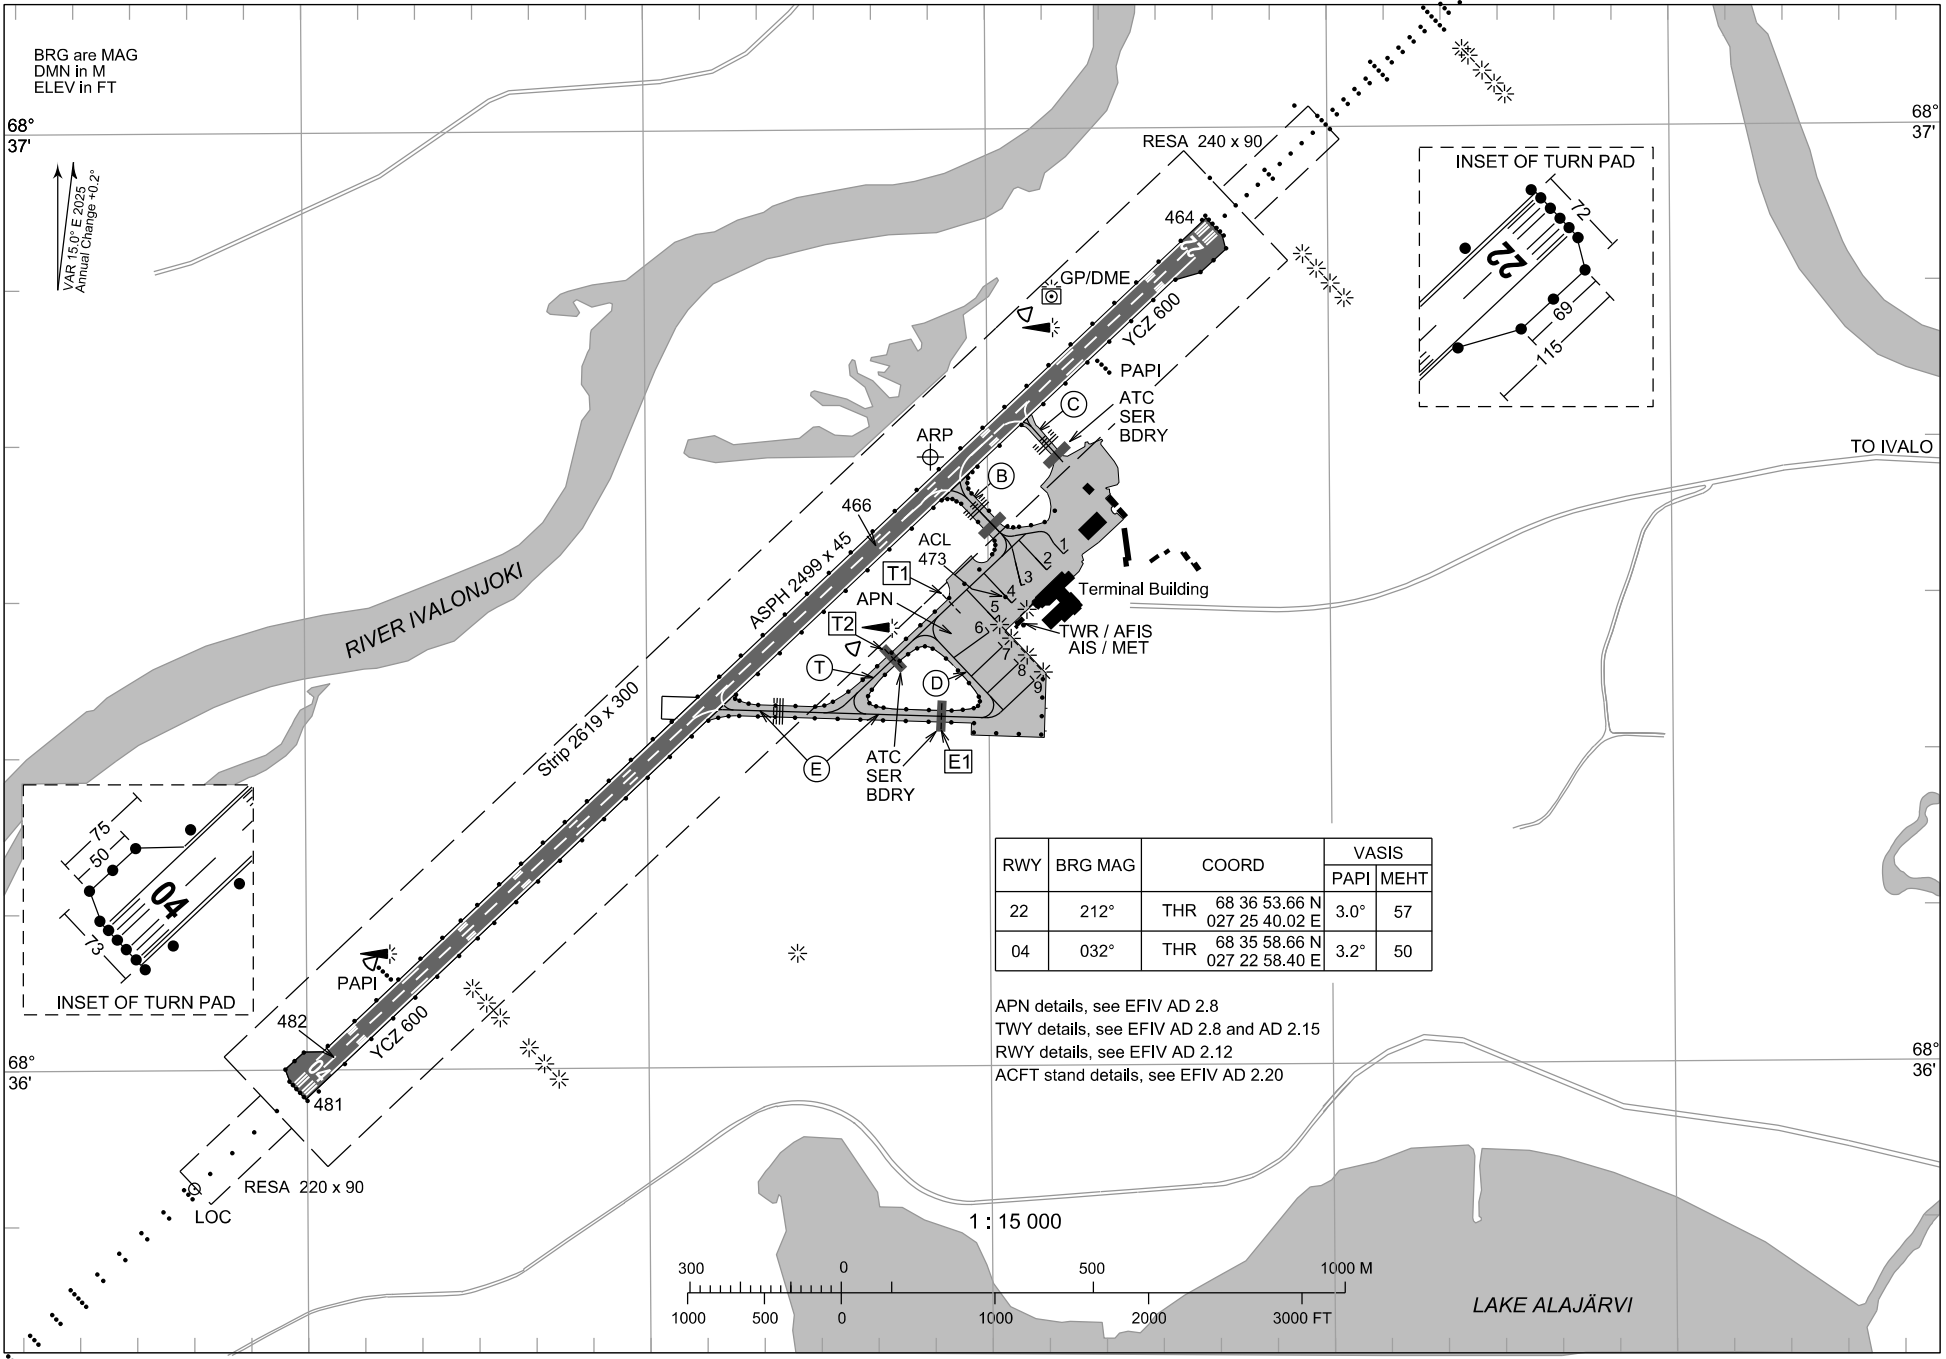 BRG are MAG
DMN in M
ELEV in FT
68°
37'
68°
37'
VAR 15.0° E 2025
Annual Change +0.2°
RESA 240 x 90
INSET OF TURN PAD
72
22
69
115
464
22
GP/DME
YCZ 600
PAPI
C
ATC
SER
BDRY
ARP
TO IVALO
B
466
ACL
473
1
2
3
4
5
6
7
8
9
T1
APN
ASPH 2499 x 45
Terminal Building
T2
TWR / AFIS
AIS / MET
RIVER IVALONJOKI
T
D
Strip 2619 x 300
E
ATC
SER
BDRY
E1
75
50
04
73
INSET OF TURN PAD
RWY BRG MAG COORD VASIS
PAPI MEHT
22 212° THR 68 36 53.66 N 3.0° 57
027 25 40.02 E
04 032° THR 68 35 58.66 N 3.2° 50
027 22 58.40 E
PAPI
482
YCZ 600
04
481
APN details, see EFIV AD 2.8
TWY details, see EFIV AD 2.8 and AD 2.15
RWY details, see EFIV AD 2.12
ACFT stand details, see EFIV AD 2.20
68°
36'
68°
36'
RESA 220 x 90
LOC
1 : 15 000
300 0 500 1000 M
1000 500 0 1000 2000 3000 FT
LAKE ALAJÄRVI